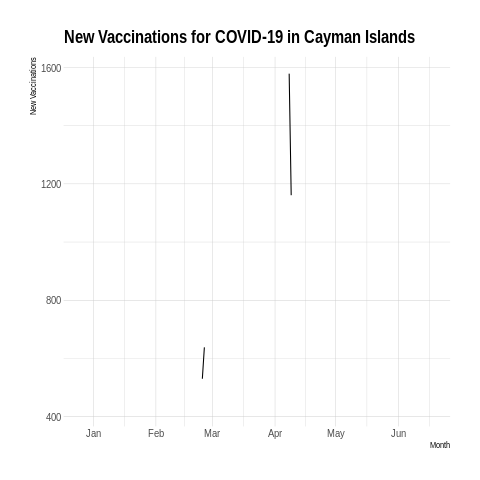 New Vaccinations for COVID-19 in Cayman Islands
New Vaccinations
1600
1200
800
400
Jan Feb Mar Apr May Jun
Month